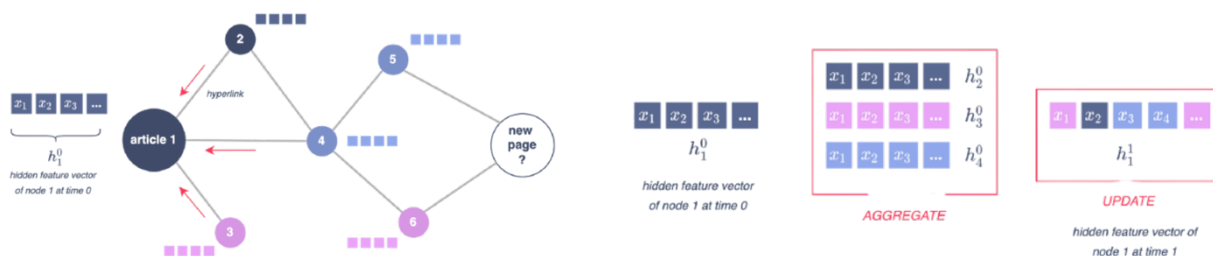 2
5
hyperlink
x₁ x₂ x₃ ...
article 1
4
new
page
?
h₁⁰
hidden feature vector
of node 1 at time 0
3
6
x₁ x₂ x₃ ...
h₁⁰
hidden feature vector
of node 1 at time 0
x₁ x₂ x₃ ... h₂⁰
x₁ x₂ x₃ ... h₃⁰
x₁ x₂ x₃ ... h₄⁰
AGGREGATE
x₁ x₂ x₃ x₄ ...
h₁¹
UPDATE
hidden feature vector of
node 1 at time 1